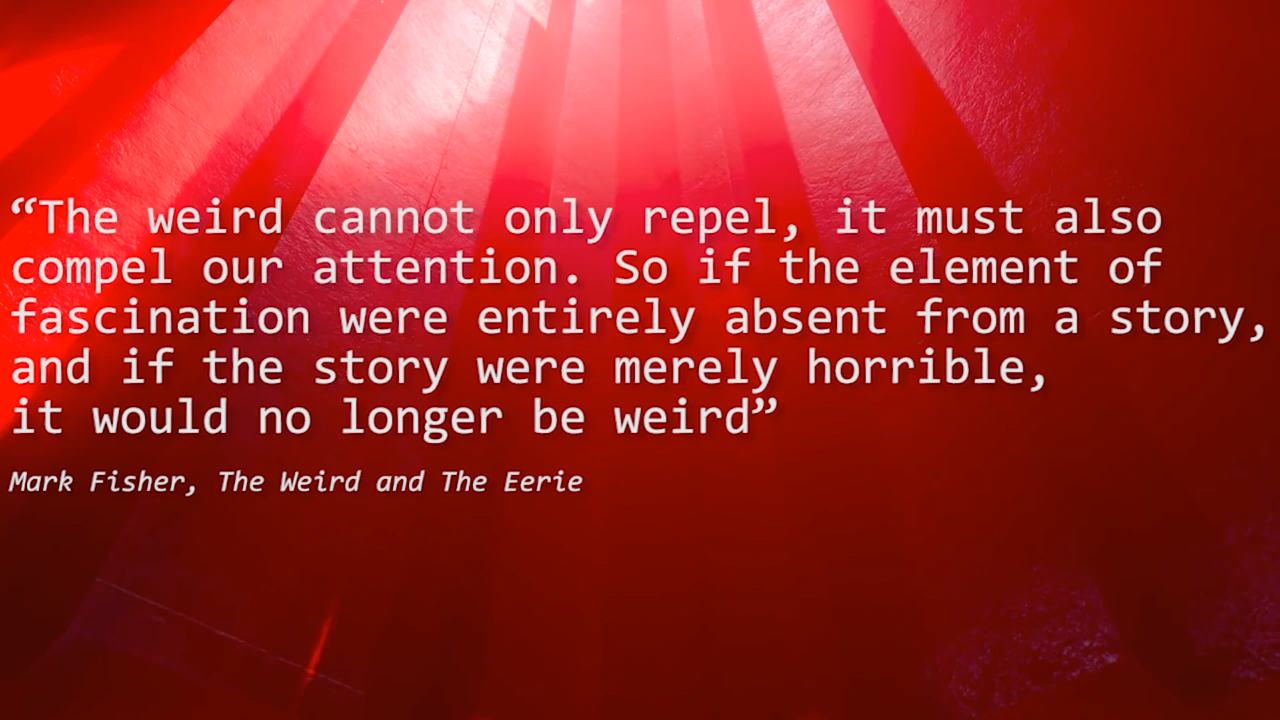 “The weird cannot only repel, it must also
compel our attention. So if the element of
fascination were entirely absent from a story,
and if the story were merely horrible,
it would no longer be weird”
Mark Fisher, The Weird and The Eerie